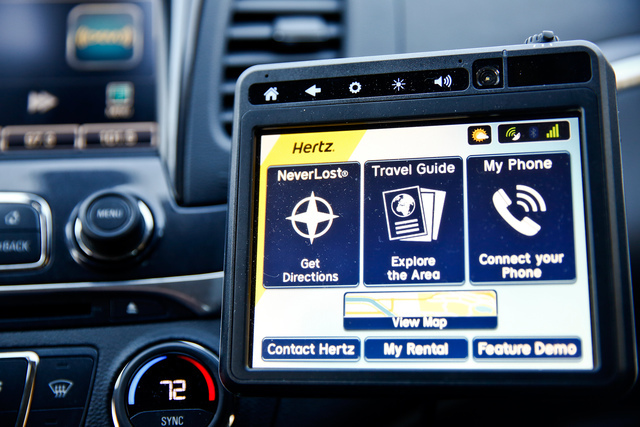 Hertz.
NeverLost®
Get
Directions
Travel Guide
Explore
the Area
My Phone
Connect your
Phone
View Map
Contact Hertz
My Rental
Feature Demo
MENU
BACK
72
SYNC